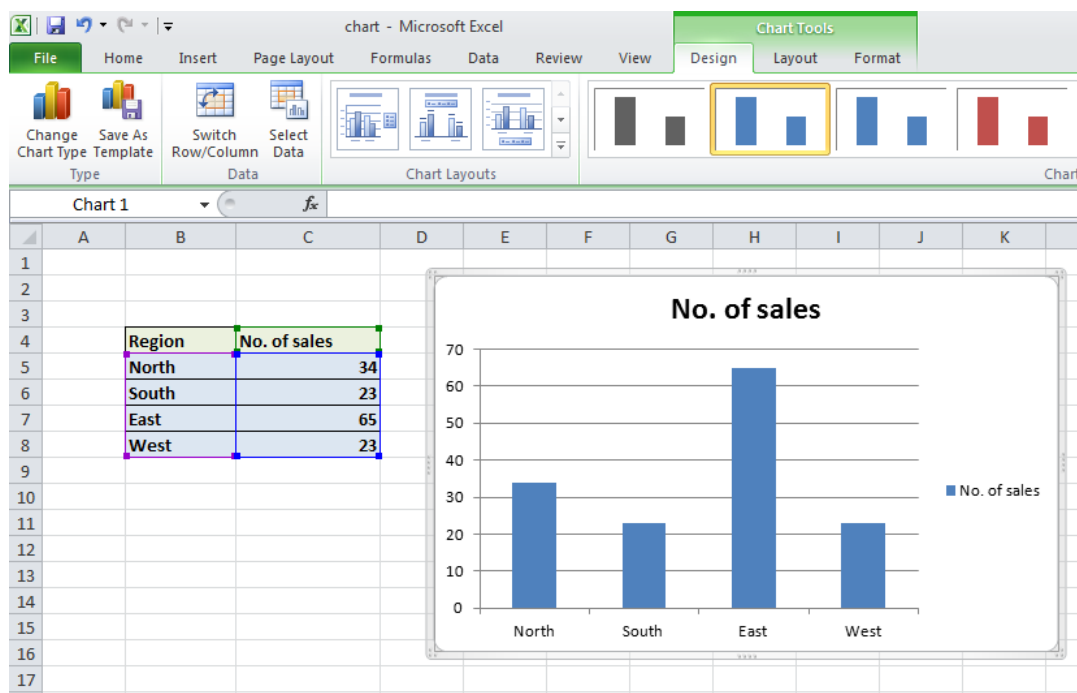 chart - Microsoft Excel
Chart Tools
File Home Insert Page Layout Formulas Data Review View Design Layout Format
Change Chart Type
Save As Template
Switch Row/Column
Select Data
Type Data Chart Layouts Chart
Chart 1 fx
A B C D E F G H I J K
1
2
3
4 Region No. of sales
5 North 34
6 South 23
7 East 65
8 West 23
9
10
11
12
13
14
15
16
17
No. of sales
70
60
50
40
30
20
10
0
North South East West
No. of sales